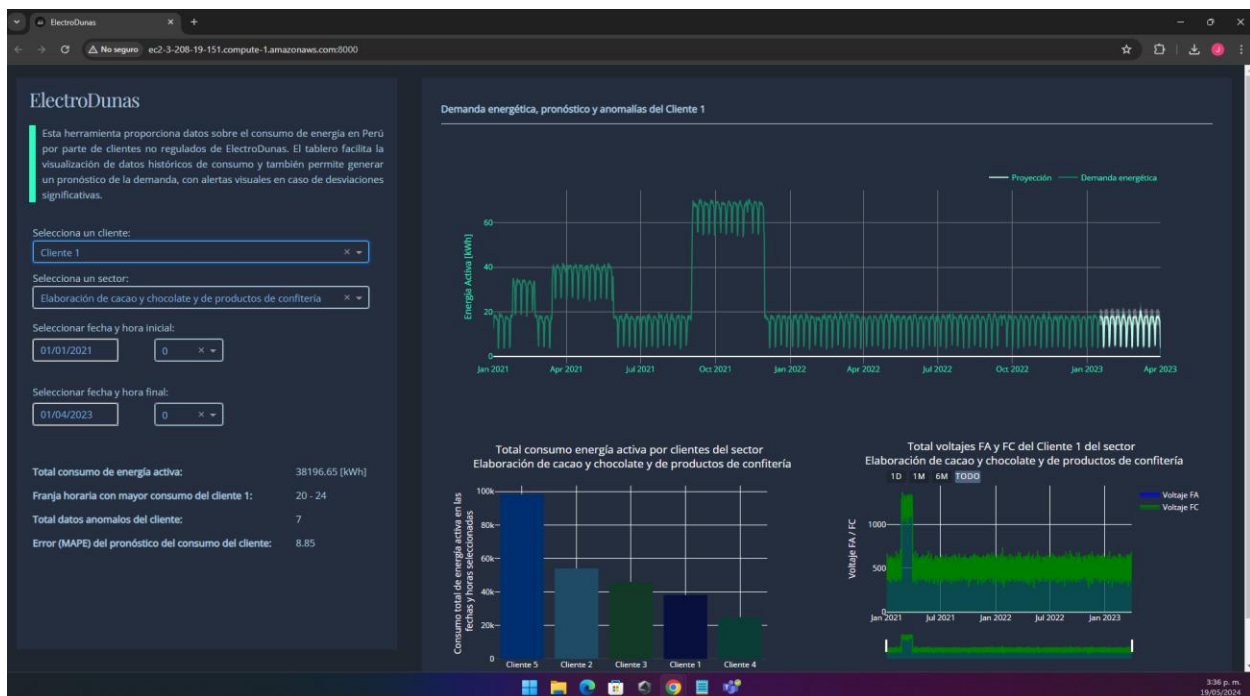 ElectroDunas
No seguro ec2-3-208-19-151.compute-1.amazonaws.com:8000
ElectroDunas
Esta herramienta proporciona datos sobre el consumo de energía en Perú
por parte de clientes no regulados de ElectroDunas. El tablero facilita la
visualización de datos históricos de consumo y también permite generar
un pronóstico de la demanda, con alertas visuales en caso de desviaciones
significativas.
Selecciona un cliente:
Cliente 1
Selecciona un sector:
Elaboración de cacao y chocolate y de productos de confitería
Seleccionar fecha y hora inicial:
01/01/2021 0
Seleccionar fecha y hora final:
01/04/2023 0
Total consumo de energía activa: 38196.65 [kWh]
Franja horaria con mayor consumo del cliente 1: 20 - 24
Total datos anomalos del cliente: 7
Error (MAPE) del pronóstico del consumo del cliente: 8.85
Demanda energética, pronóstico y anomalías del Cliente 1
Proyección Demanda energética
Energía Activa [kWh]
60
40
20
0
Jan 2021 Apr 2021 Jul 2021 Oct 2021 Jan 2022 Apr 2022 Jul 2022 Oct 2022 Jan 2023 Apr 2023
Total consumo energía activa por clientes del sector
Elaboración de cacao y chocolate y de productos de confitería
Consumo total de energía activa en las
fechas y horas seleccionadas
100k
80k
60k
40k
20k
0
Cliente 5 Cliente 2 Cliente 3 Cliente 1 Cliente 4
Total voltajes FA y FC del Cliente 1 del sector
Elaboración de cacao y chocolate y de productos de confitería
1D 1M 6M TODO
Voltaje FA
Voltaje FC
Voltaje FA / FC
1000
500
0
Jan 2021 Jul 2021 Jan 2022 Jul 2022 Jan 2023
3:36 p. m.
19/05/2024